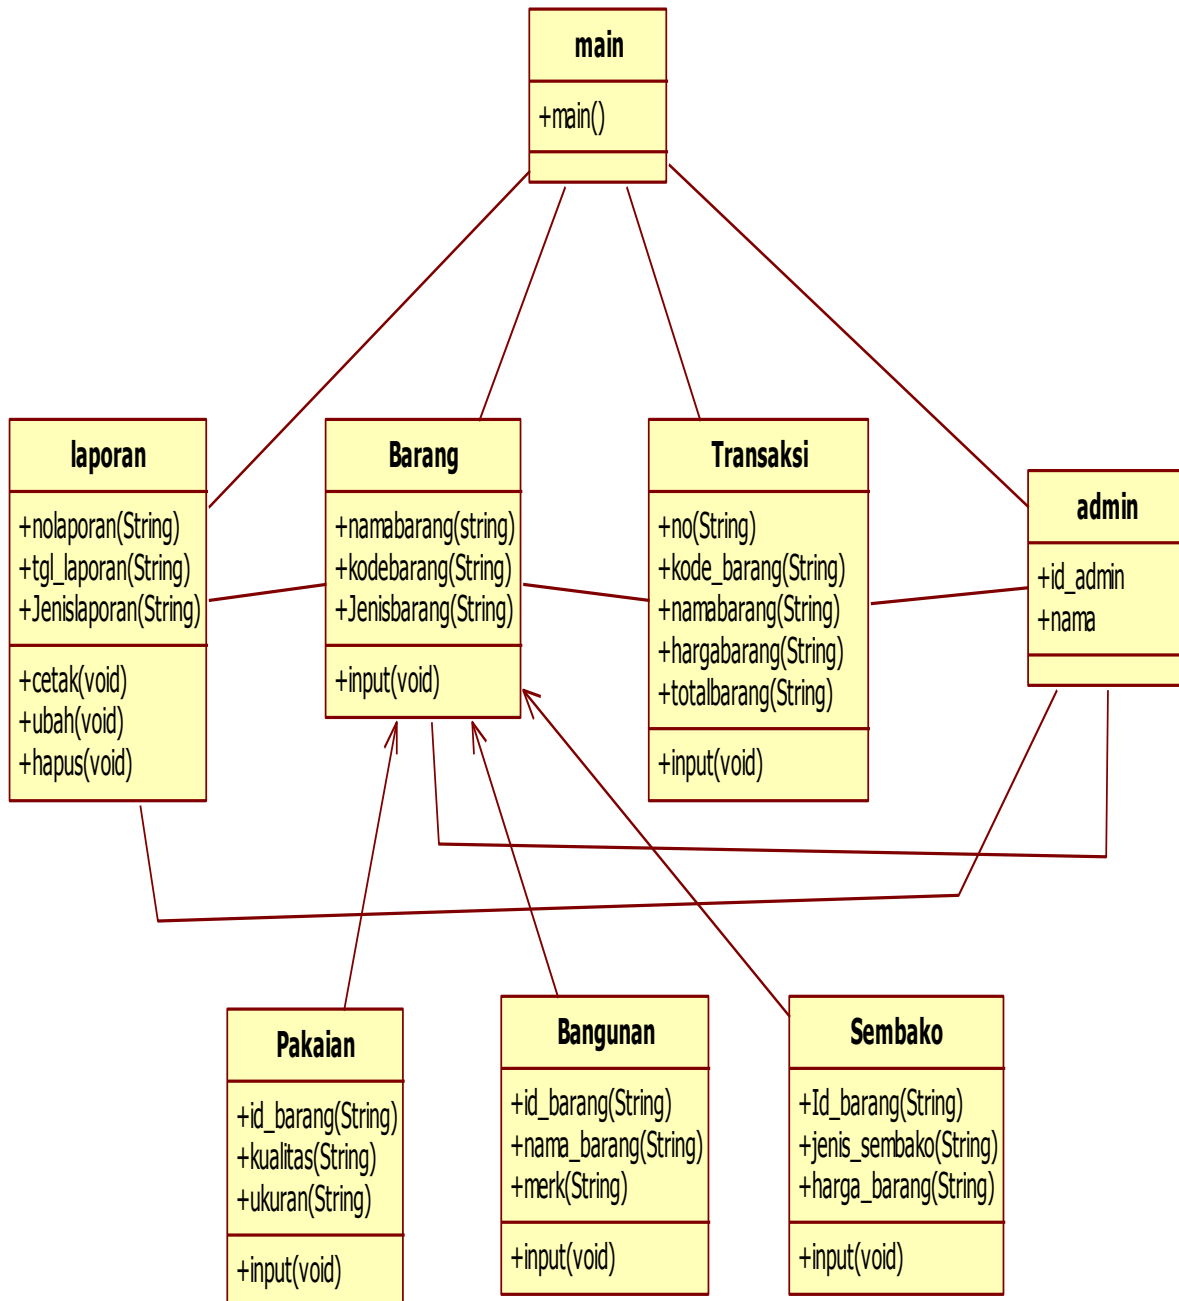 main
+main()
laporan
+nolaporan(String)
+tgl_laporan(String)
+Jenislaporan(String)
+cetak(void)
+ubah(void)
+hapus(void)
Barang
+namabarang(string)
+kodebarang(String)
+Jenisbarang(String)
+input(void)
Transaksi
+no(String)
+kode_barang(String)
+namabarang(String)
+hargabarang(String)
+totalbarang(String)
+input(void)
admin
+id_admin
+nama
Pakaian
+id_barang(String)
+kualitas(String)
+ukuran(String)
+input(void)
Bangunan
+id_barang(String)
+nama_barang(String)
+merk(String)
+input(void)
Sembako
+Id_barang(String)
+jenis_sembako(String)
+harga_barang(String)
+input(void)